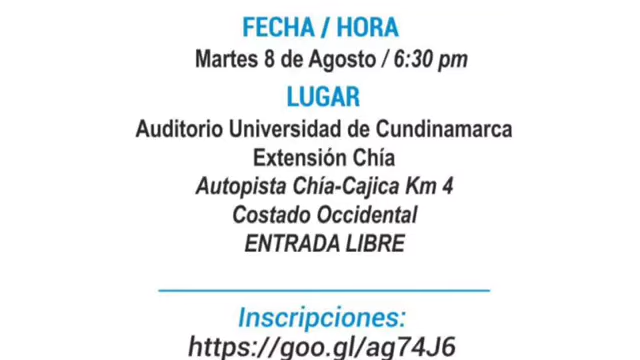 FECHA / HORA
Martes 8 de Agosto / 6:30 pm
LUGAR
Auditorio Universidad de Cundinamarca
Extensión Chía
Autopista Chía-Cajica Km 4
Costado Occidental
ENTRADA LIBRE
Inscripciones:
https://goo.gl/ag74J6